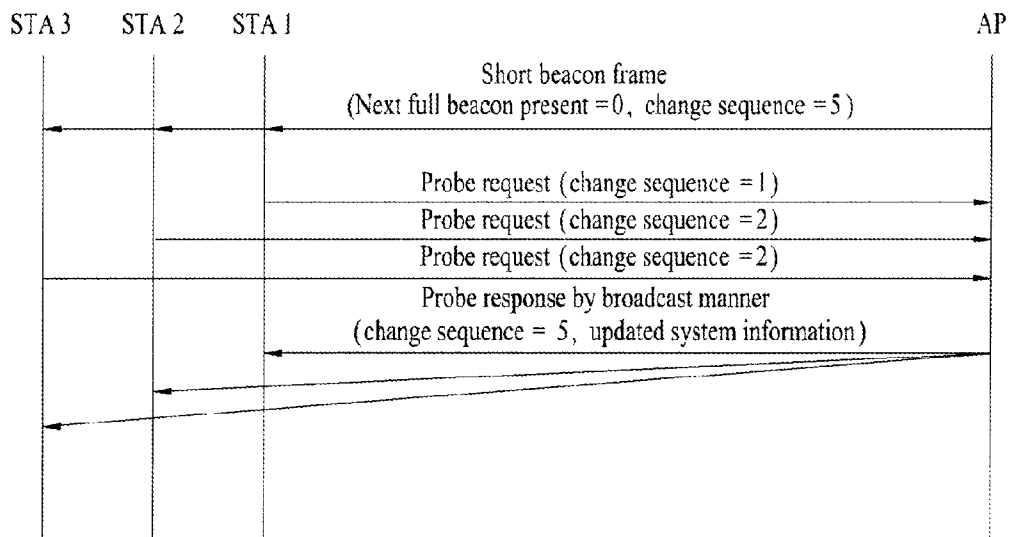 STA 3 STA 2 STA 1 AP
Short beacon frame
(Next full beacon present =0, change sequence =5)
Probe request (change sequence =1)
Probe request (change sequence =2)
Probe request (change sequence =2)
Probe response by broadcast manner
(change sequence = 5, updated system information)